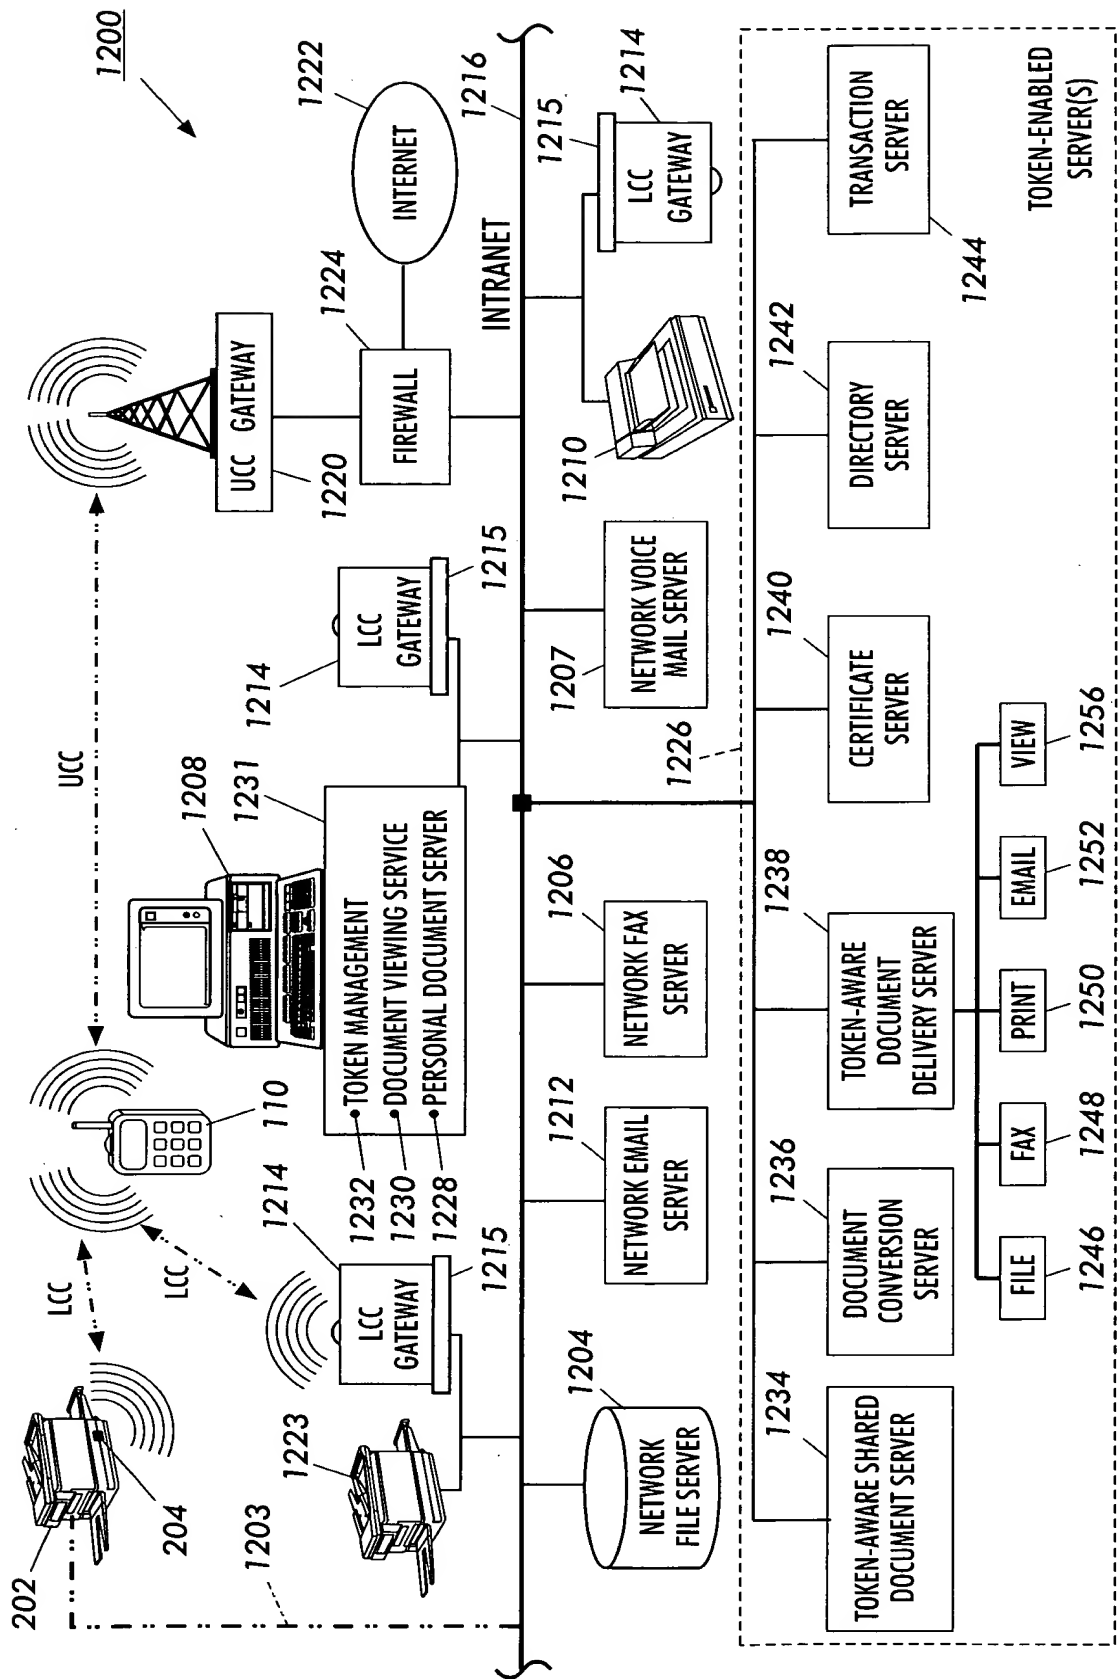 1200
202
204
1203
LCC
LCC
110
UCC
1208
1231
UCC GATEWAY
1220
1222
INTERNET
1224
FIREWALL
1223
1214
LCC
GATEWAY
1215
TOKEN MANAGEMENT
DOCUMENT VIEWING SERVICE
PERSONAL DOCUMENT SERVER
1232
1230
1228
1214
LCC
GATEWAY
1215
INTRANET
1216
1204
NETWORK
FILE SERVER
1212
NETWORK EMAIL
SERVER
1206
NETWORK FAX
SERVER
1207
NETWORK VOICE
MAIL SERVER
1210
1215
1214
LCC
GATEWAY
1226
1234
TOKEN-AWARE SHARED
DOCUMENT SERVER
1236
DOCUMENT
CONVERSION
SERVER
1238
TOKEN-AWARE
DOCUMENT
DELIVERY SERVER
1240
CERTIFICATE
SERVER
1242
DIRECTORY
SERVER
TRANSACTION
SERVER
1244
FILE
1246
FAX
1248
PRINT
1250
EMAIL
1252
VIEW
1256
TOKEN-ENABLED
SERVER(S)